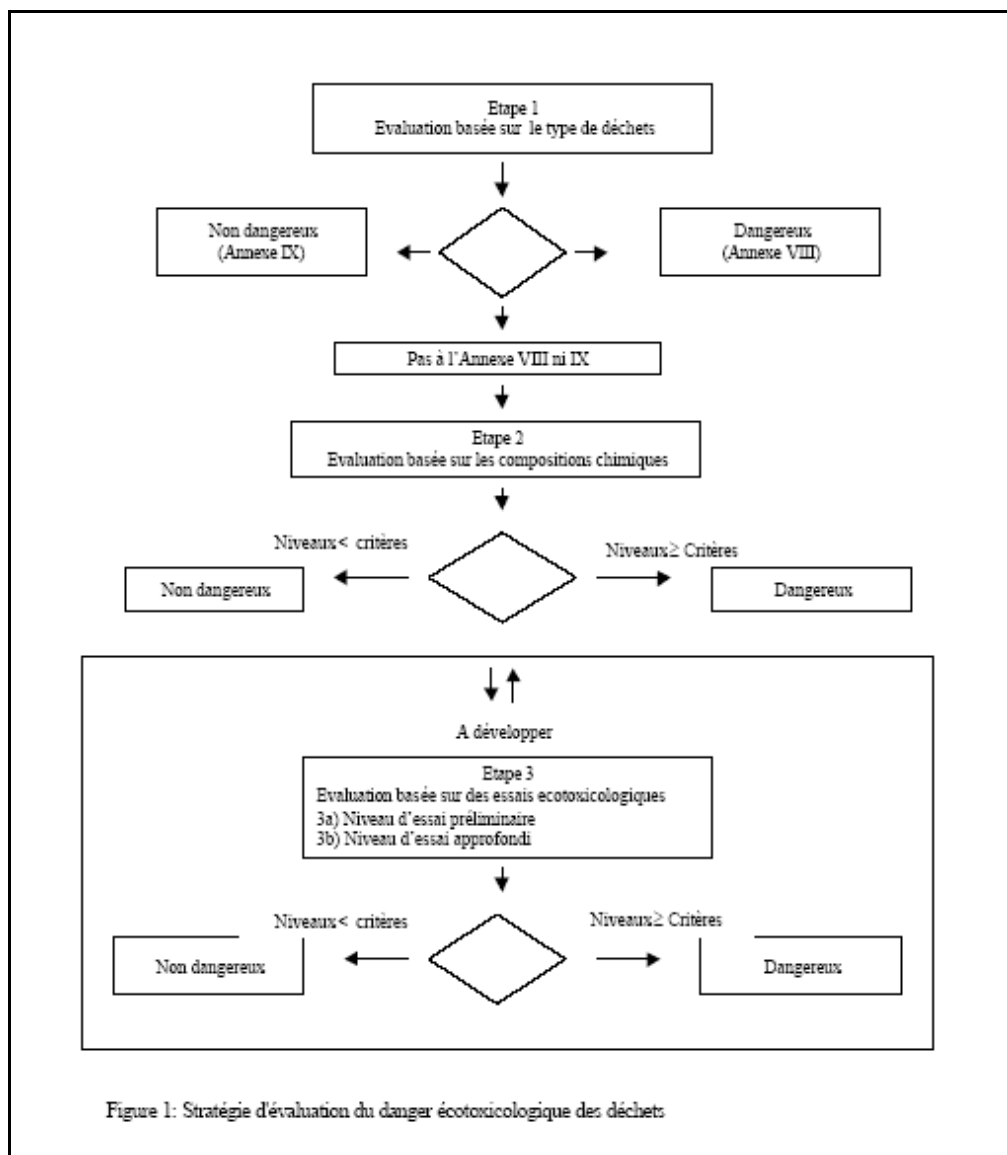 Etape 1
Evaluation basée sur le type de déchets
Non dangereux
(Annexe IX)
Dangereux
(Annexe VIII)
Pas à l'Annexe VIII ni IX
Etape 2
Evaluation basée sur les compositions chimiques
Niveaux< critères
Niveaux≥ Critères
Non dangereux
Dangereux
A développer
Etape 3
Evaluation basée sur des essais ecotoxicologiques
3a) Niveau d'essai préliminaire
3b) Niveau d'essai approfondi
Niveaux< critères
Niveaux≥ Critères
Non dangereux
Dangereux
Figure 1: Stratégie d'évaluation du danger écotoxicologique des déchets